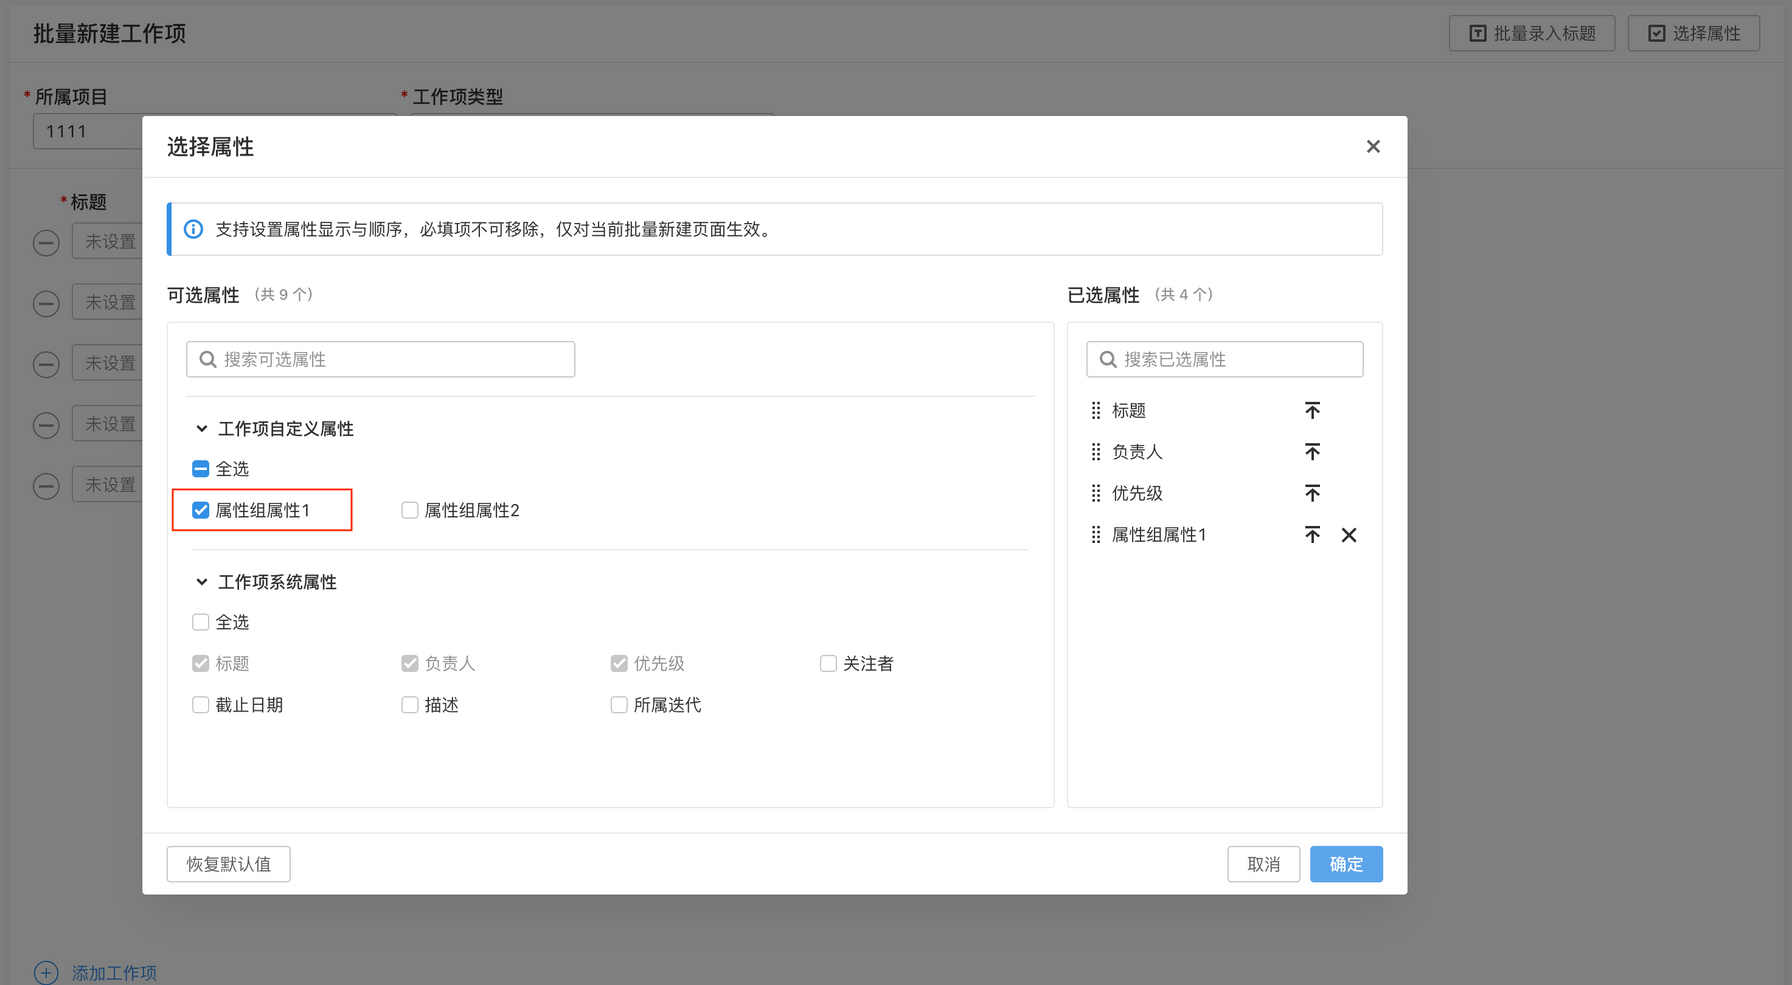 批量新建工作项
批量录入标题
选择属性
* 所属项目
* 工作项类型
1111
选择属性
* 标题
支持设置属性显示与顺序，必填项不可移除，仅对当前批量新建页面生效。
未设置
未设置
未设置
未设置
未设置
可选属性 (共 9 个)
已选属性 (共 4 个)
搜索可选属性
搜索已选属性
工作项自定义属性
全选
属性组属性1
属性组属性2
工作项系统属性
全选
标题
负责人
优先级
关注者
截止日期
描述
所属迭代
标题
负责人
优先级
属性组属性1
恢复默认值
取消
确定
添加工作项